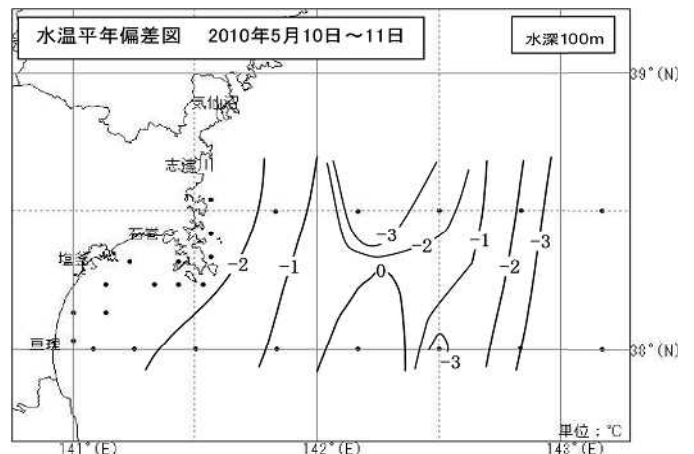 水温平年偏差図 2010年5月10日～11日
水深100m
39°(N)
気仙沼
志津川
石巻
塩釜
亘理
-3
-2
-1
-3
-2
-1
-2
0
-3
38°(N)
単位：℃
141°(E)
142°(E)
143°(E)